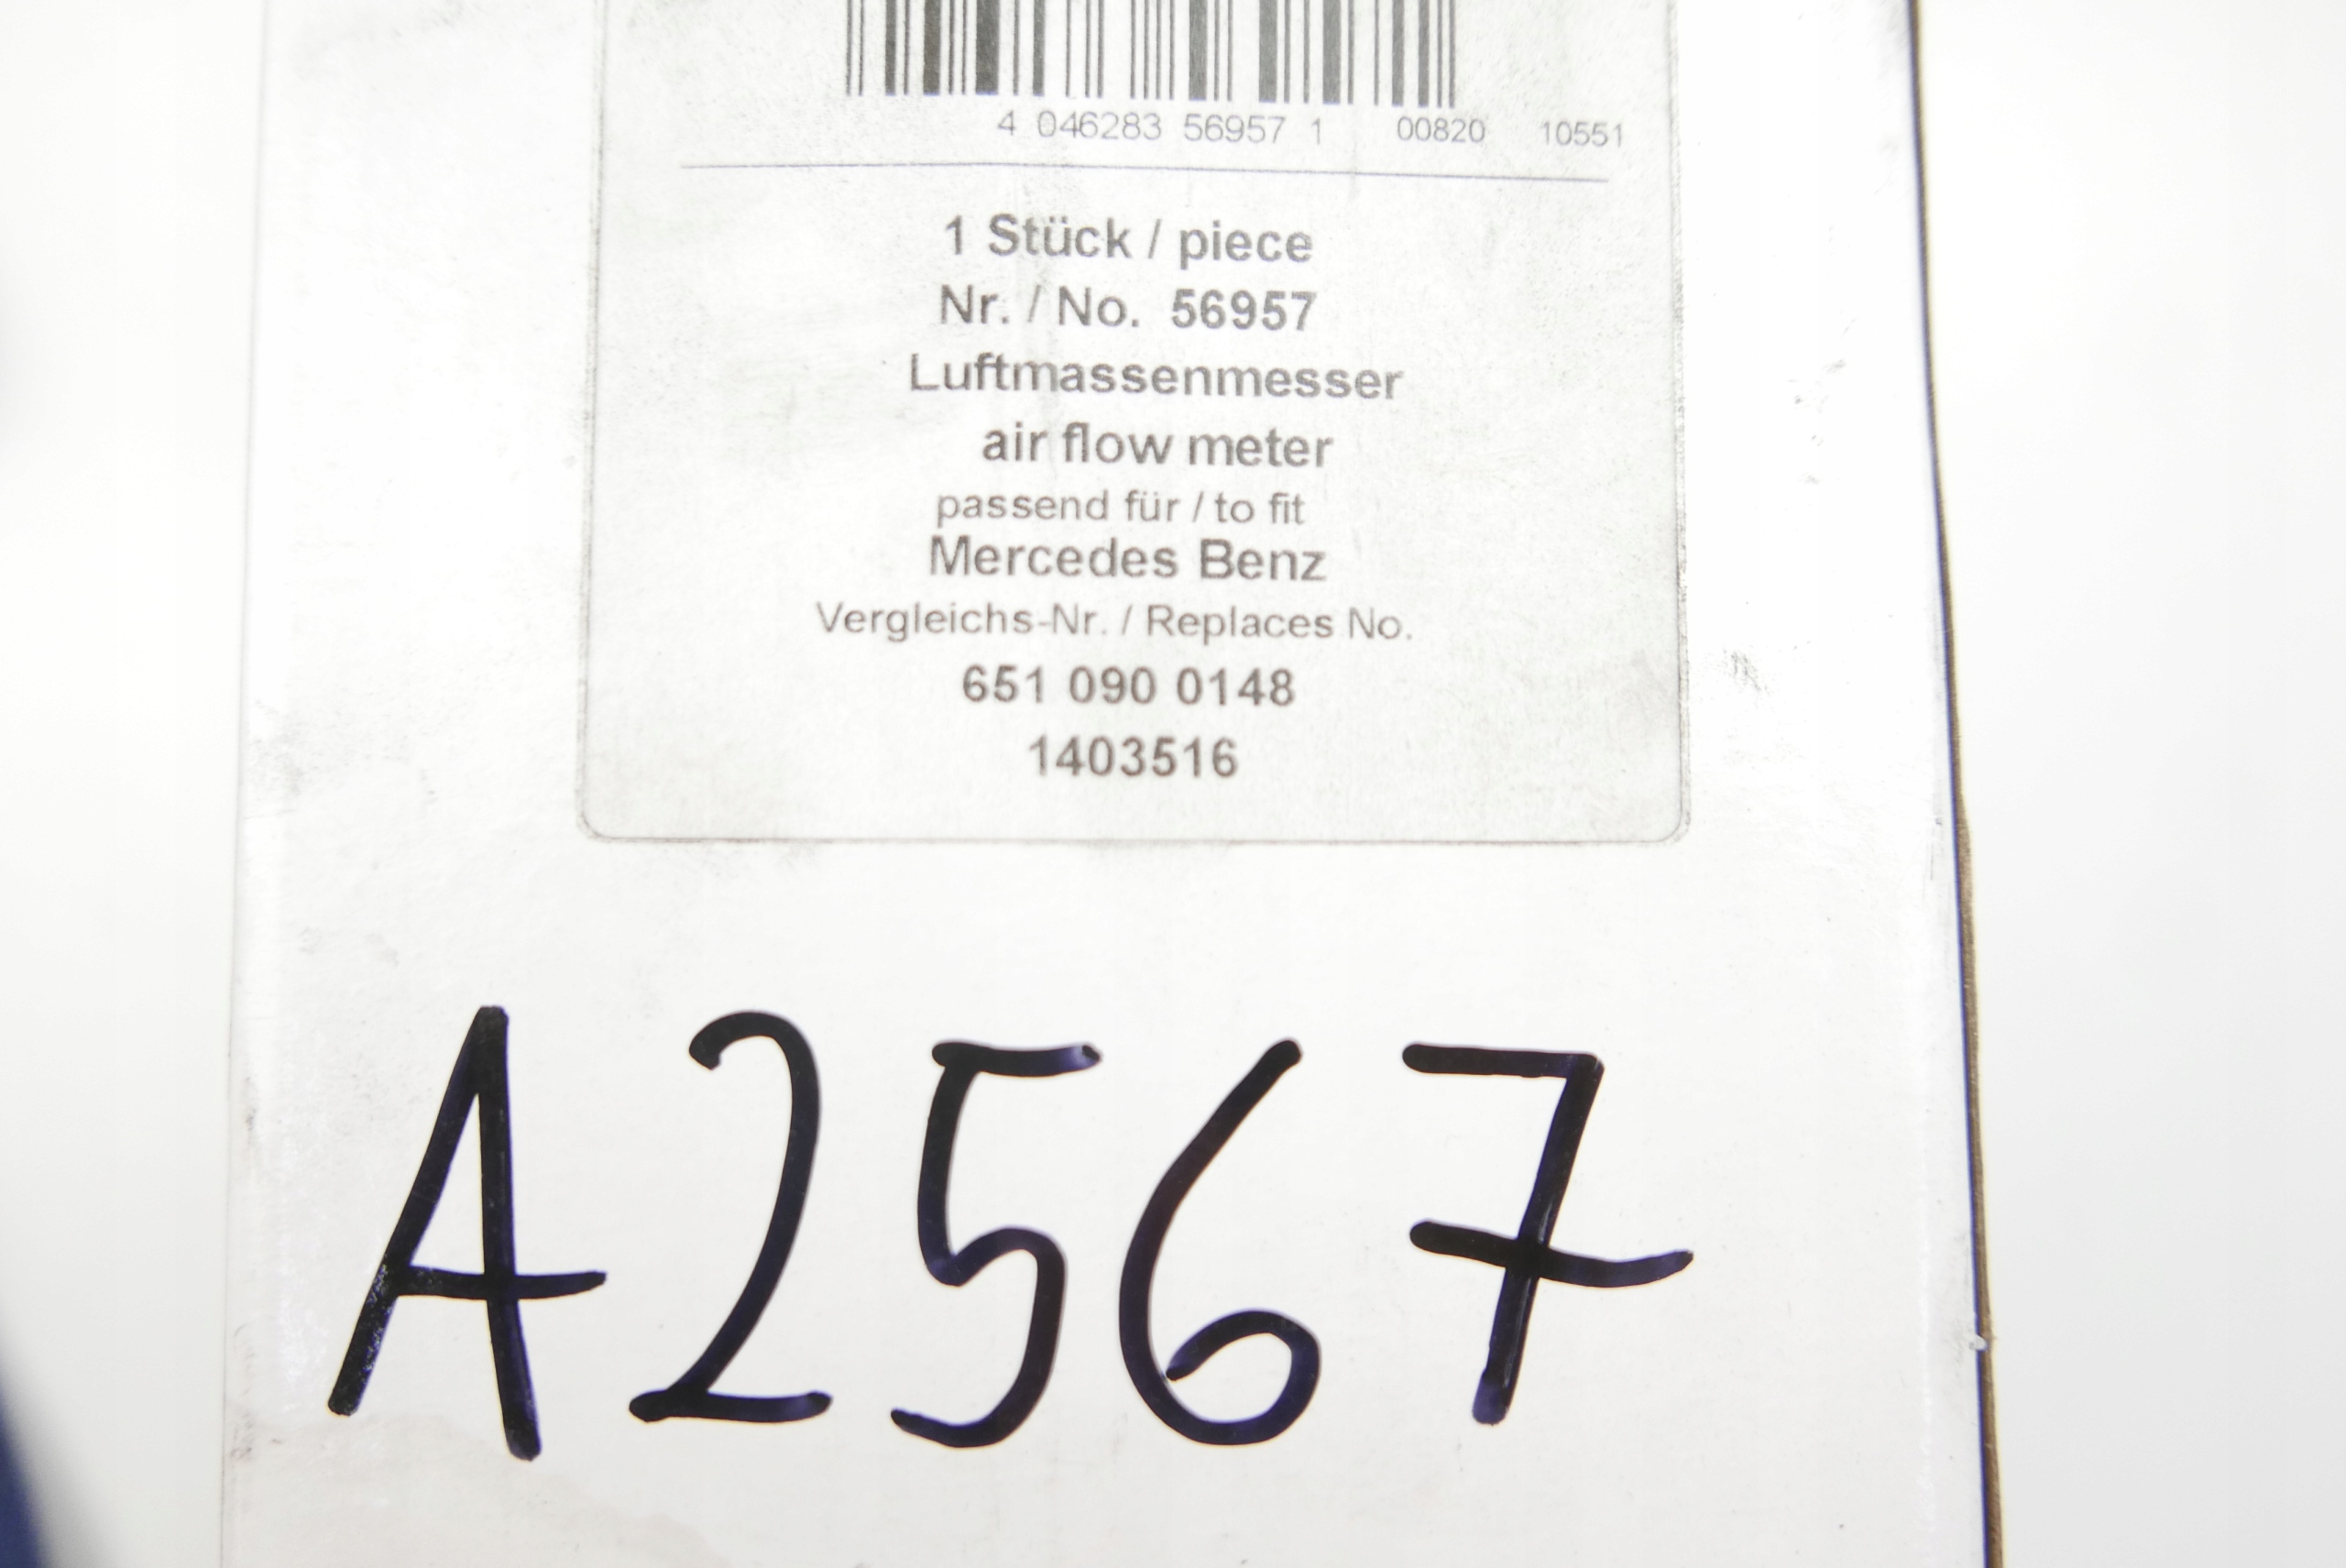 4 046283 56957 1 00820 10551
1 Stück / piece
Nr. / No. 56957
Luftmassenmesser
air flow meter
passend für / to fit
Mercedes Benz
Vergleichs-Nr. / Replaces No.
651 090 0148
1403516
A2567